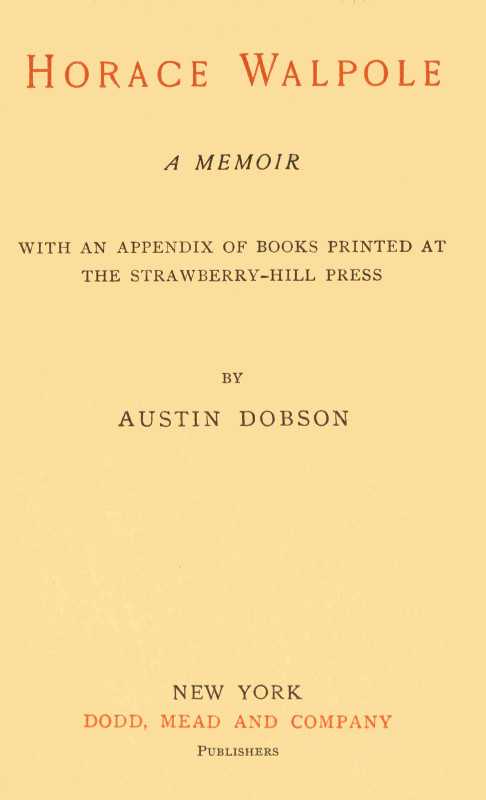 HORACE WALPOLE
A MEMOIR
WITH AN APPENDIX OF BOOKS PRINTED AT
THE STRAWBERRY-HILL PRESS
BY
AUSTIN DOBSON
NEW YORK
DODD, MEAD AND COMPANY
PUBLISHERS